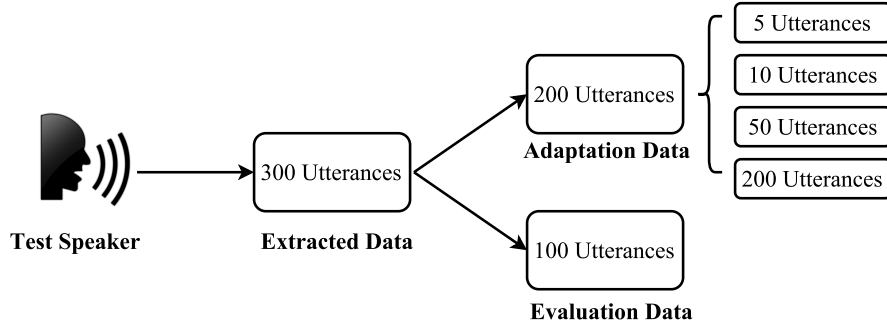 Test Speaker
300 Utterances
Extracted Data
200 Utterances
Adaptation Data
5 Utterances
10 Utterances
50 Utterances
200 Utterances
100 Utterances
Evaluation Data